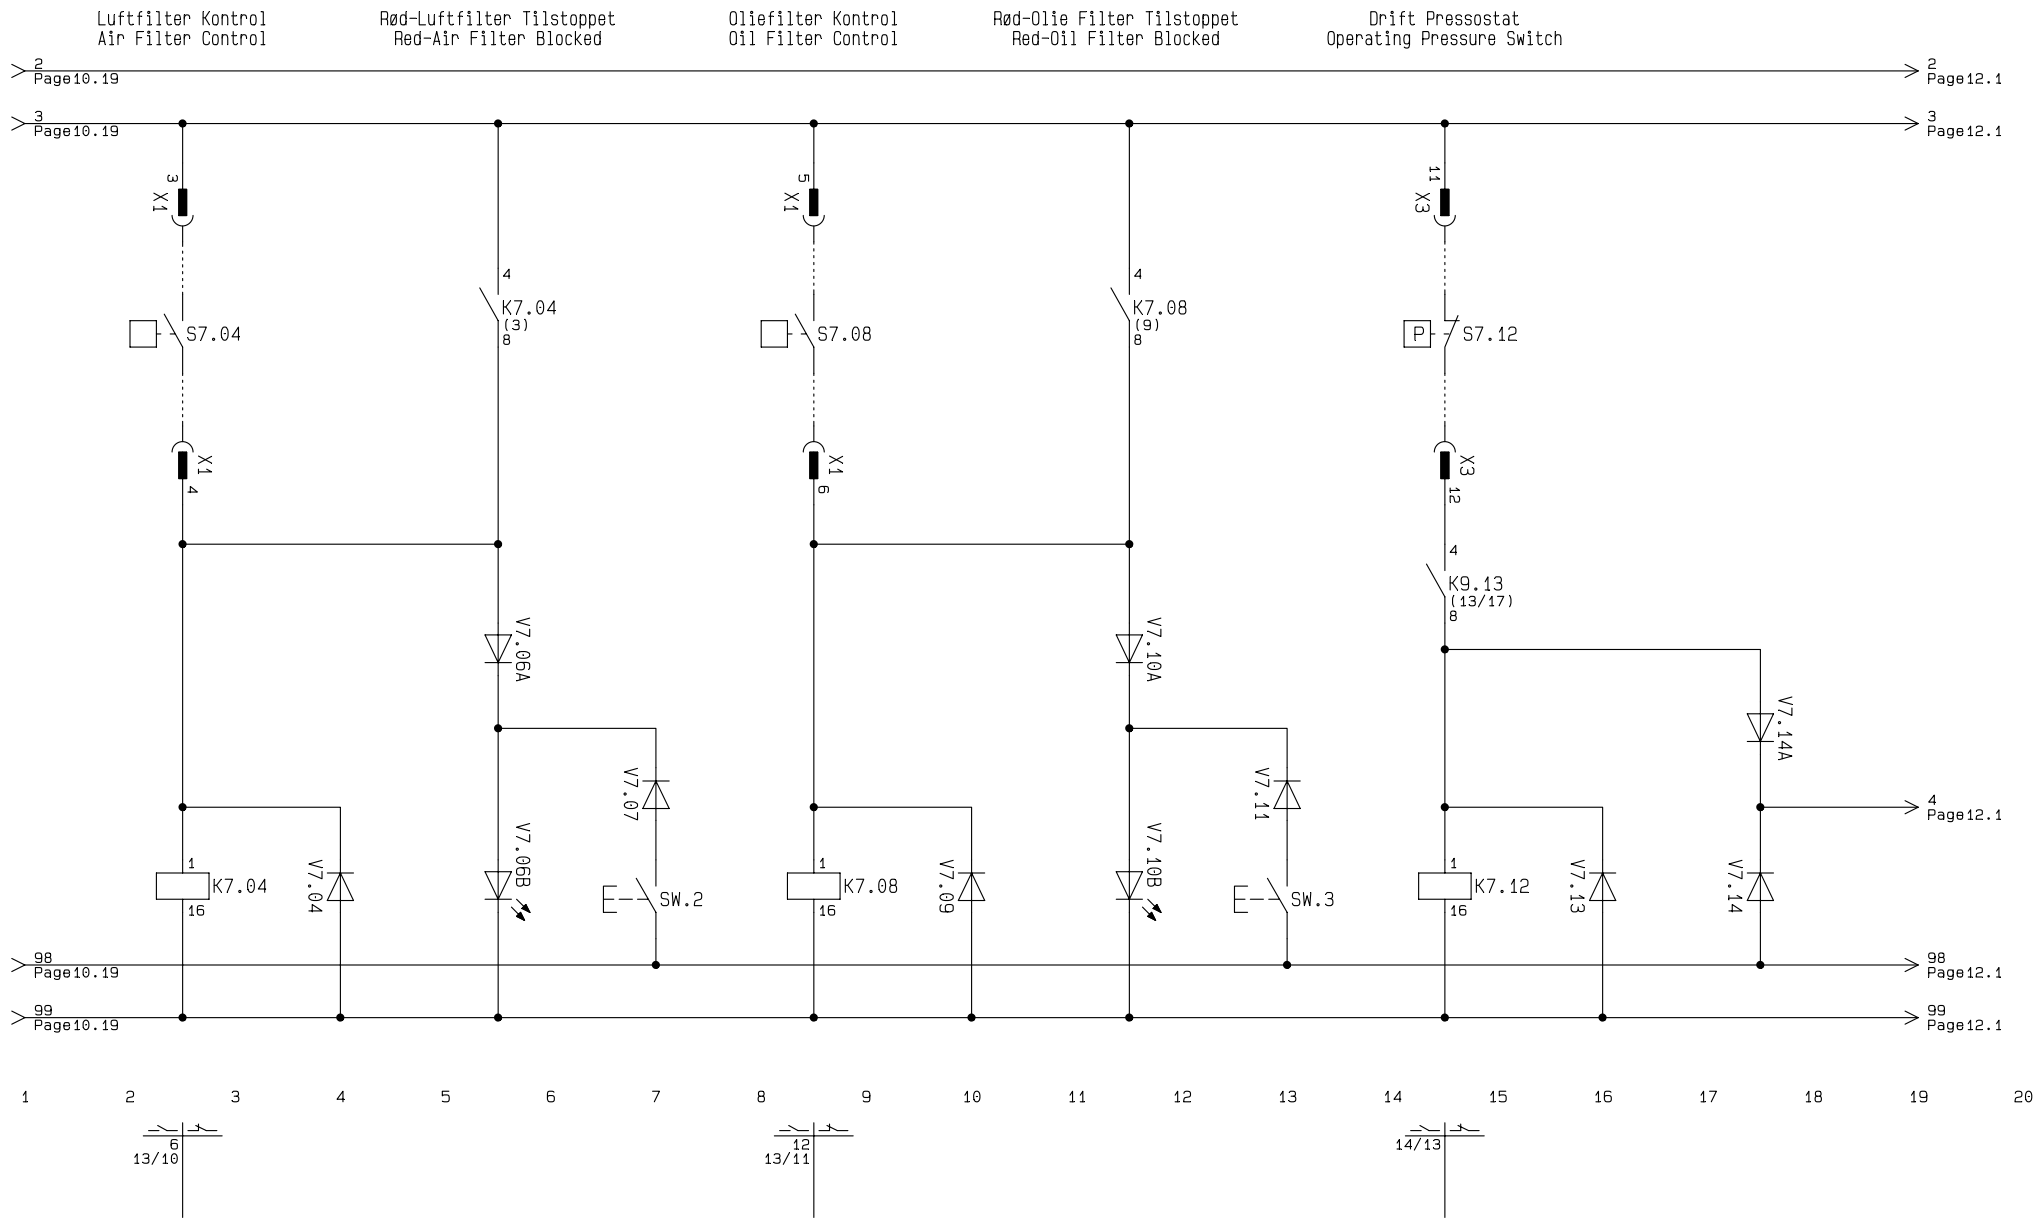 Luftfilter Kontrol
Air Filter Control
Rød-Luftfilter Tilstoppet
Red-Air Filter Blocked
Oliefilter Kontrol
Oil Filter Control
Rød-Olie Filter Tilstoppet
Red-Oil Filter Blocked
Drift Pressostat
Operating Pressure Switch
2
Page10.19
2
Page12.1
3
Page10.19
3
Page12.1
3
X1
5
X1
11
X3
4
K7.04
(3)
8
4
K7.08
(9)
8
S7.04
S7.08
P
S7.12
X1
4
X1
6
X3
12
4
K9.13
(13/17)
8
V7.06A
V7.10A
V7.14A
V7.07
V7.11
4
Page12.1
1
K7.04
16
V7.04
V7.06B
SW.2
1
K7.08
16
V7.09
V7.10B
SW.3
1
K7.12
16
V7.13
V7.14
98
Page10.19
98
Page12.1
99
Page10.19
99
Page12.1
1 2 3 4 5 6 7 8 9 10 11 12 13 14 15 16 17 18 19 20
6
13/10
12
13/11
14/13